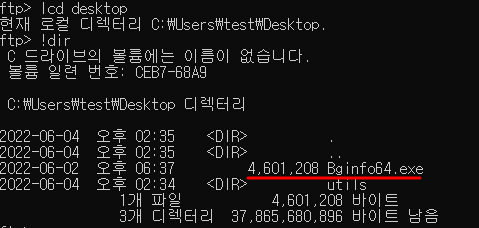 ftp> lcd desktop
현재 로컬 디렉터리 C:₩Users₩test₩Desktop.
ftp> !dir
 C 드라이브의 볼륨에는 이름이 없습니다.
 볼륨 일련 번호: CEB7-68A9

 C:₩Users₩test₩Desktop 디렉터리

2022-06-04  오후 02:35    <DIR>          .
2022-06-04  오후 02:35    <DIR>          ..
2022-06-02  오후 06:37         4,601,208 Bginfo64.exe
2022-06-04  오후 02:34    <DIR>          utils
               1개 파일           4,601,208 바이트
               3개 디렉터리  37,865,680,896 바이트 남음
ftp>